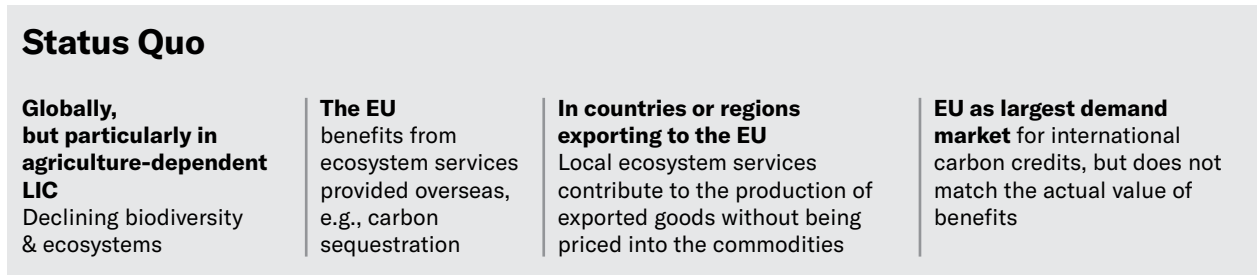 Status Quo
Globally,
but particularly in
agriculture-dependent
LIC
Declining biodiversity
& ecosystems
The EU
benefits from
ecosystem services
provided overseas,
e.g., carbon
sequestration
In countries or regions
exporting to the EU
Local ecosystem services
contribute to the production of
exported goods without being
priced into the commodities
EU as largest demand
market for international
carbon credits, but does not
match the actual value of
benefits